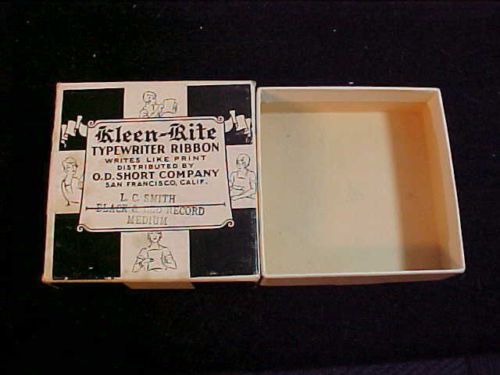 Kleen-Rite
TYPEWRITER RIBBON
WRITES LIKE PRINT
DISTRIBUTED BY
O.D. SHORT COMPANY
SAN FRANCISCO, CALIF.
L. C. SMITH
BLACK & RED RECORD
MEDIUM